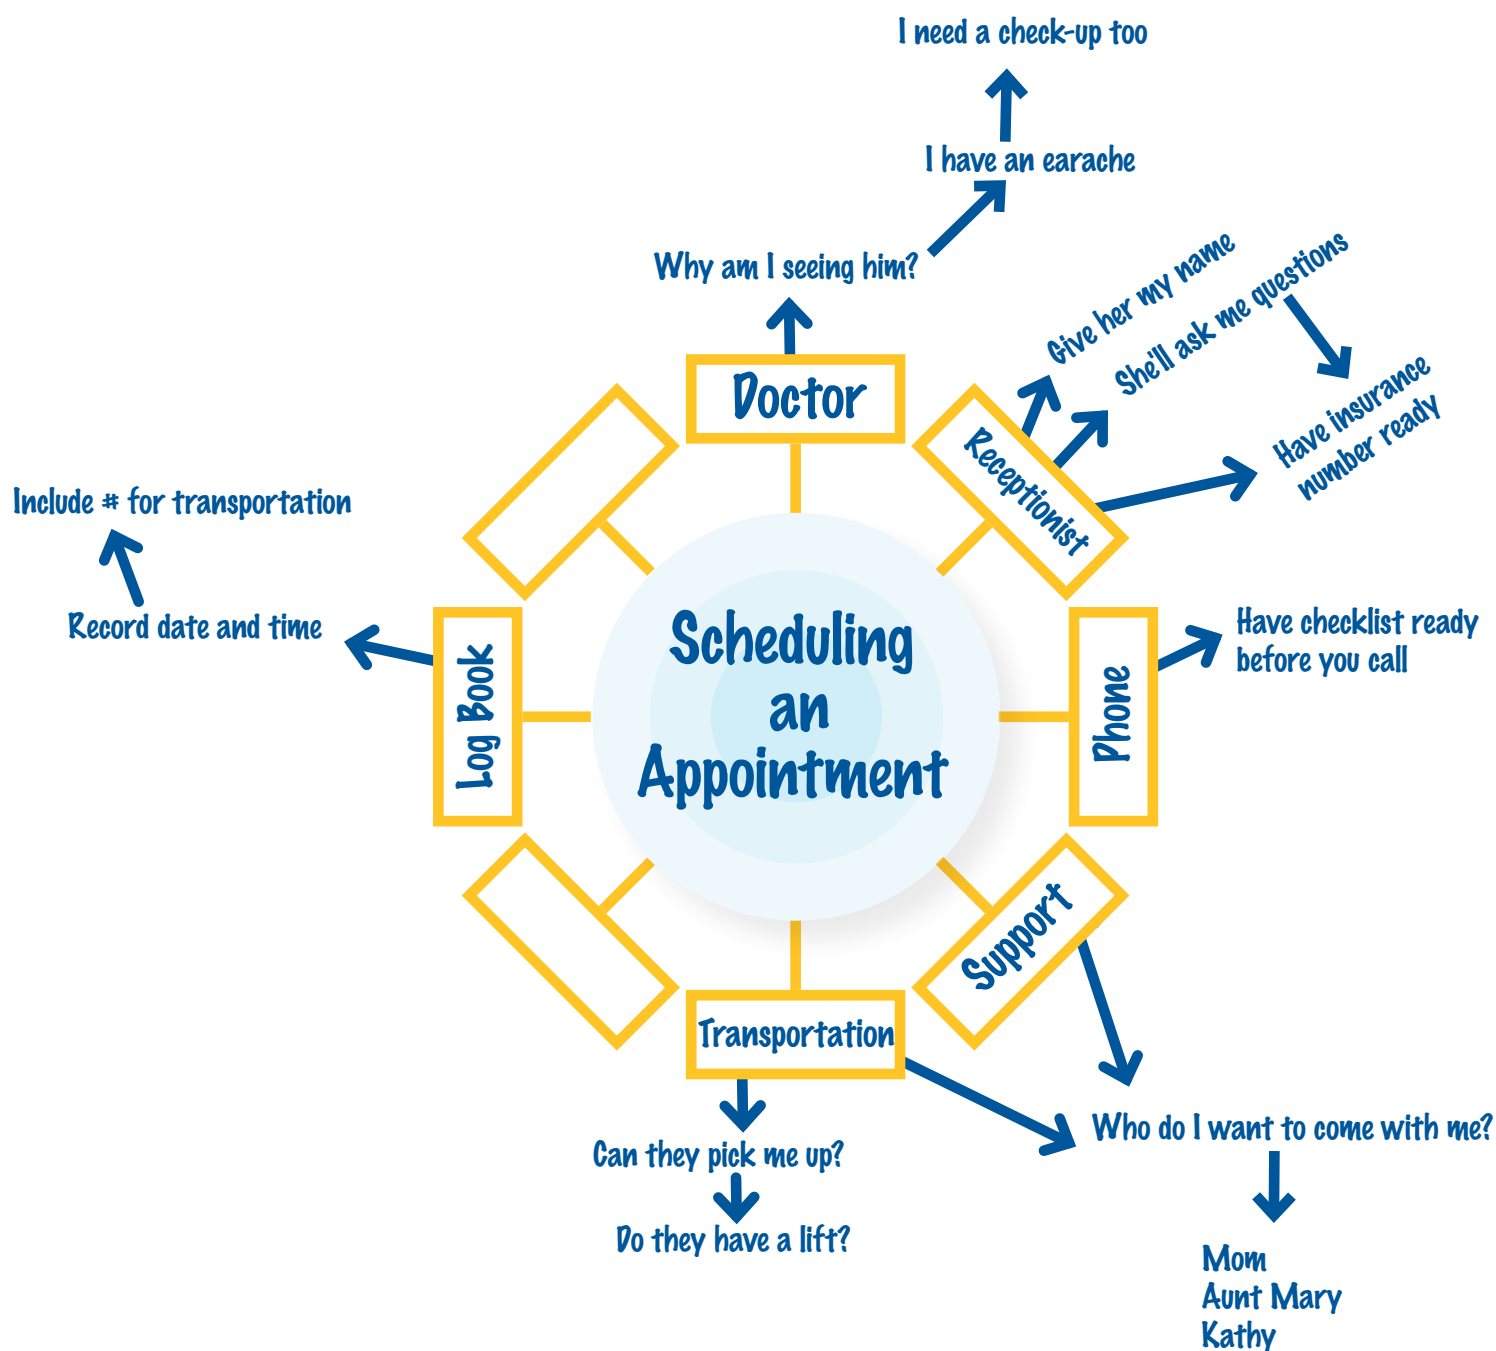 I need a check-up too
I have an earache
Why am I seeing him?
Give her my name
She'll ask me questions
Have insurance
number ready
Doctor
Receptionist
Include # for transportation
Record date and time
Log Book
Scheduling
an
Appointment
Phone
Have checklist ready
before you call
Support
Transportation
Who do I want to come with me?
Can they pick me up?
Do they have a lift?
Mom
Aunt Mary
Kathy